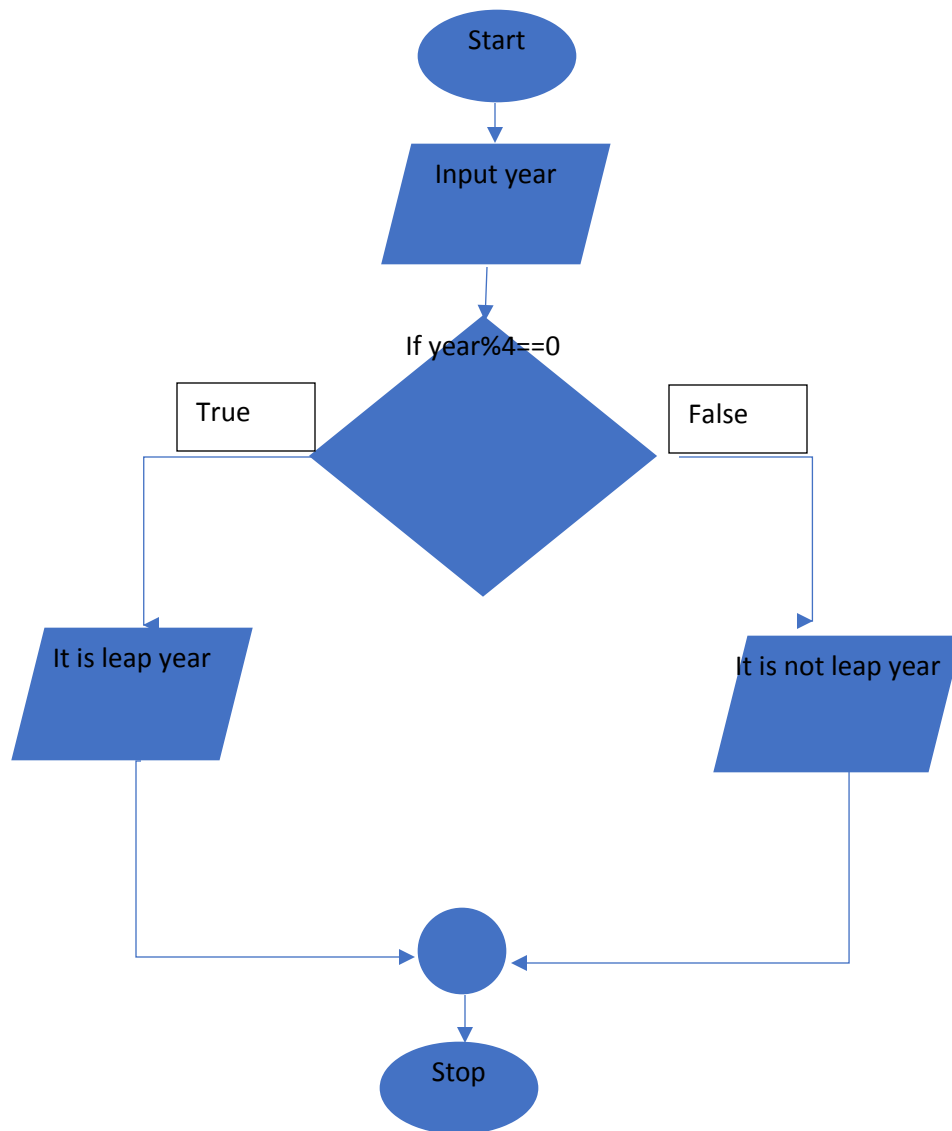 Start
Input year
If year%4==0
True
False
It is leap year
It is not leap year
Stop